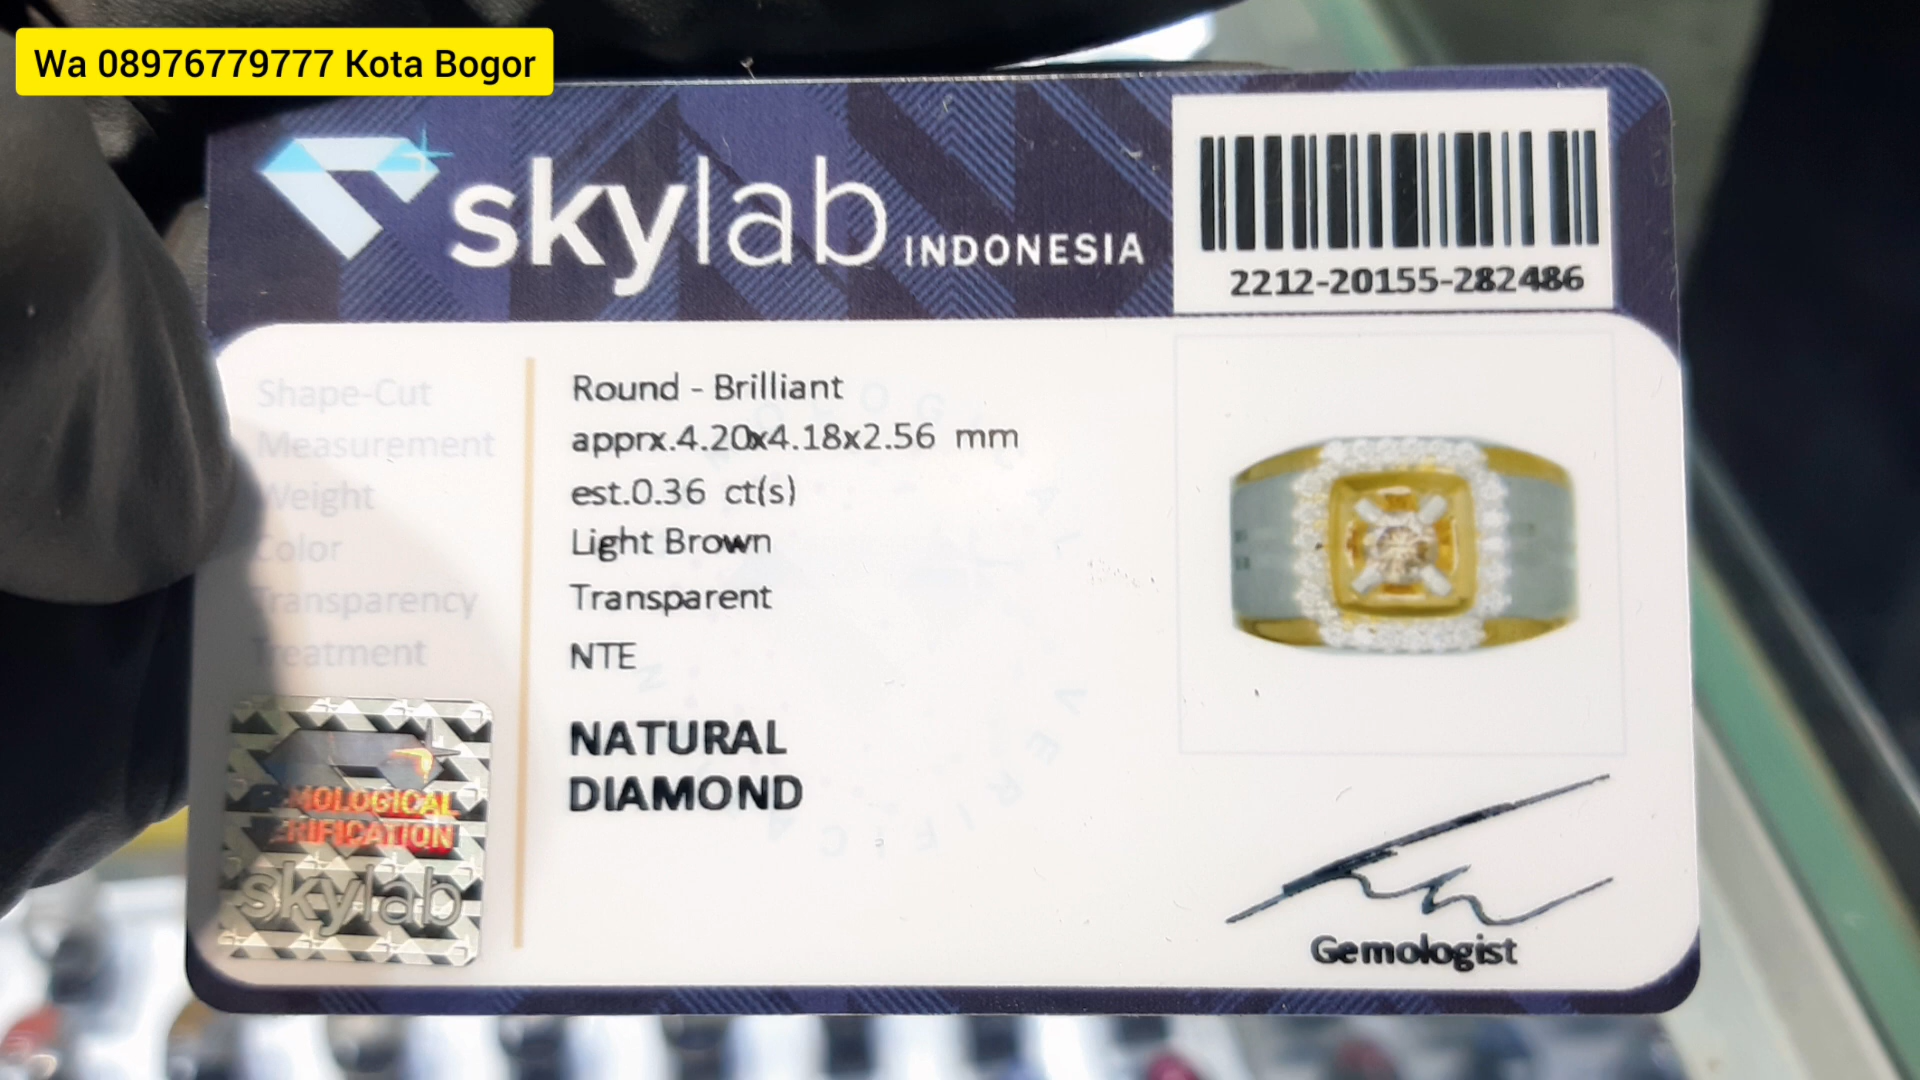 Wa 08976779777 Kota Bogor
skylab INDONESIA
2212-20155-282486
Shape-Cut Round - Brilliant
Measurement apprx.4.20x4.18x2.56 mm
Weight est.0.36 ct(s)
Color Light Brown
Transparency Transparent
Treatment NTE
NATURAL
DIAMOND
skylab
Gemologist